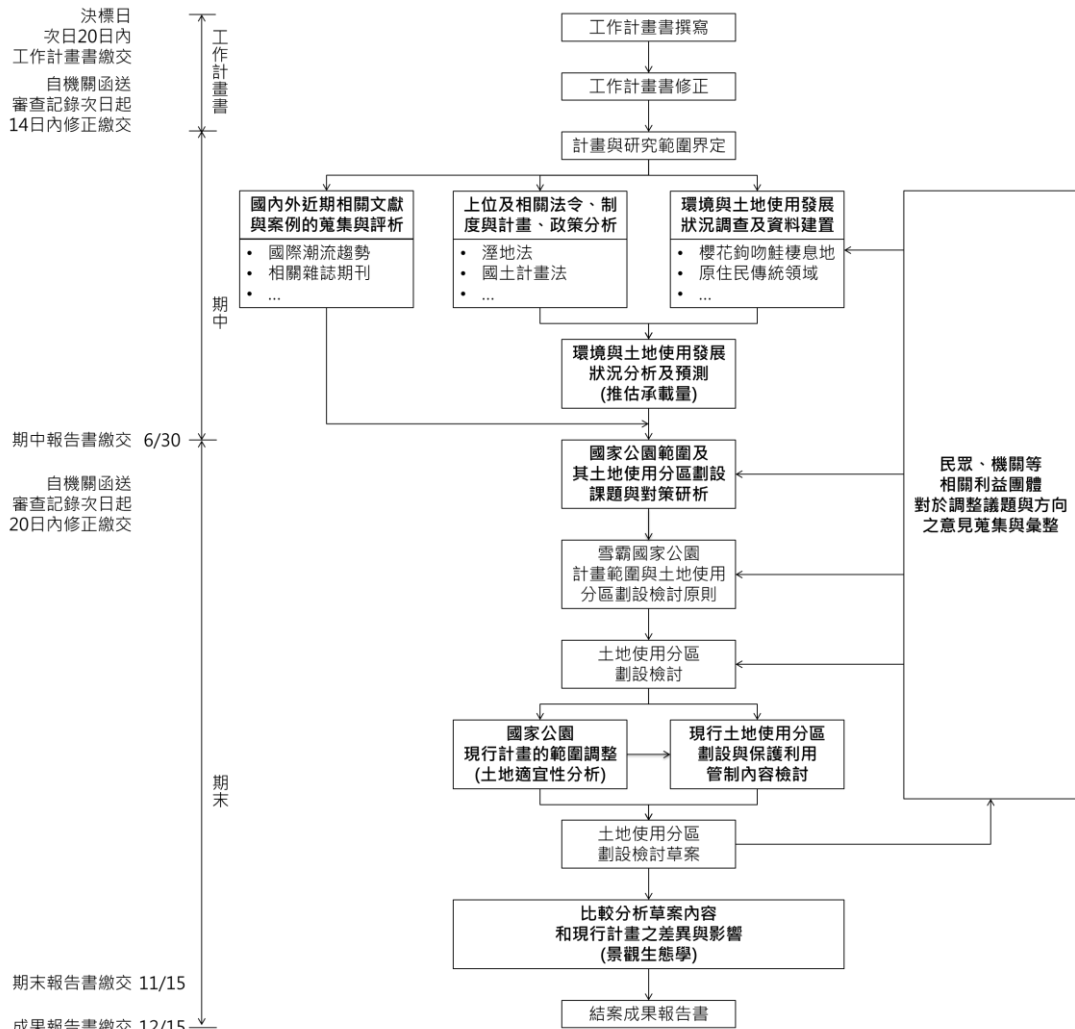 決標日
次日20日內
工作計畫書繳交
自機關函送
審查記錄次日起
14日內修正繳交
工作計畫書
工作計畫書撰寫
工作計畫書修正
計畫與研究範圍界定
國內外近期相關文獻
與案例的蒐集與評析
• 國際潮流趨勢
• 相關雜誌期刊
• ...
上位及相關法令、制
度與計畫、政策分析
• 溼地法
• 國土計畫法
• ...
環境與土地使用發展
狀況調查及資料建置
• 櫻花鉤吻鮭棲息地
• 原住民傳統領域
• ...
期中
環境與土地使用發展
狀況分析及預測
(推估承載量)
期中報告書繳交 6/30
自機關函送
審查記錄次日起
20日內修正繳交
國家公園範圍及
其土地使用分區劃設
課題與對策研析
民眾、機關等
相關利益團體
對於調整議題與方向
之意見蒐集與彙整
雪霸國家公園
計畫範圍與土地使用
分區劃設檢討原則
土地使用分區
劃設檢討
國家公園
現行計畫的範圍調整
(土地適宜性分析)
現行土地使用分區
劃設與保護利用
管制內容檢討
期末
土地使用分區
劃設檢討草案
比較分析草案內容
和現行計畫之差異與影響
(景觀生態學)
期末報告書繳交 11/15
結案成果報告書
成果報告書繳交 12/15